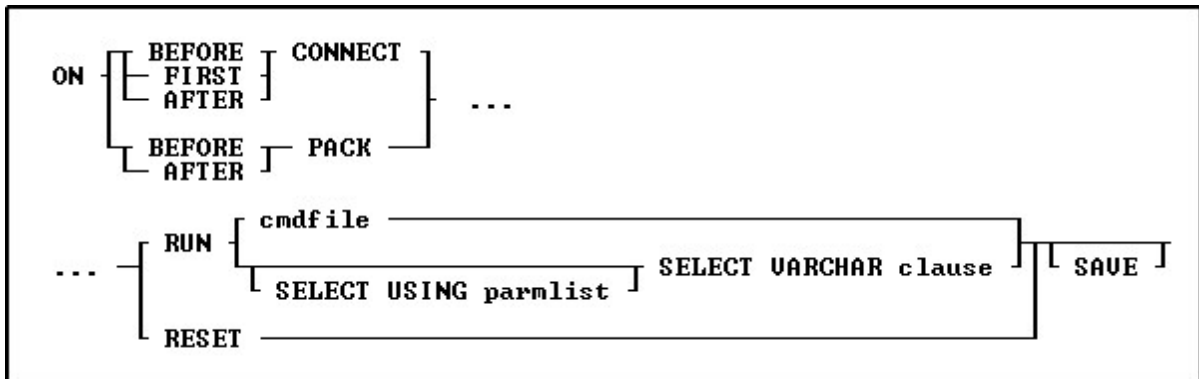 BEFORE CONNECT
ON FIRST
AFTER
...
BEFORE PACK
AFTER
cmdfile
RUN
... SELECT VARCHAR clause SAVE
SELECT USING parmlist
RESET